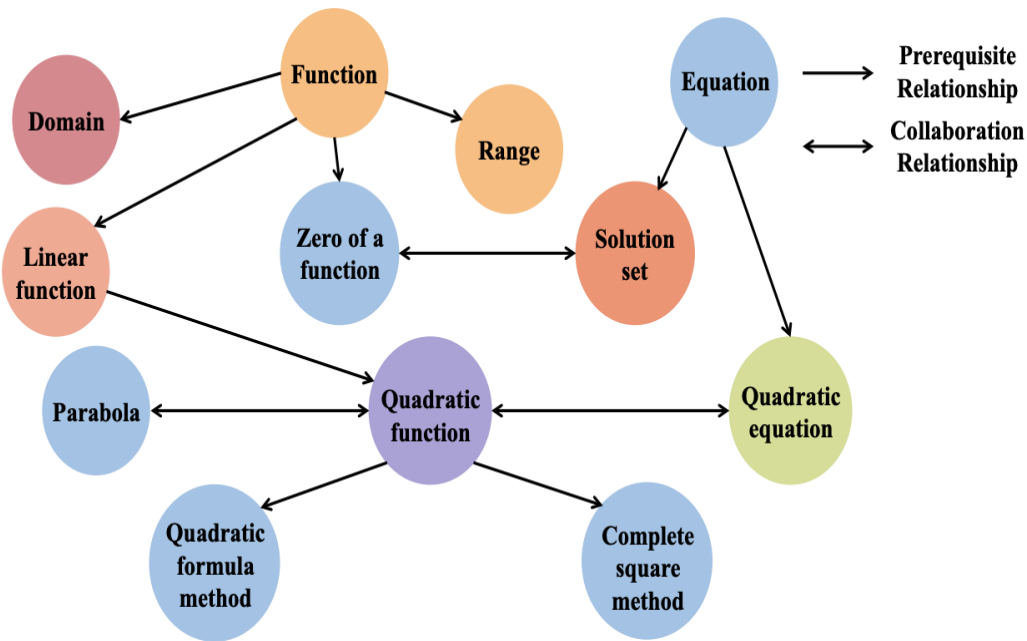 Function
Equation
Prerequisite
Relationship
Domain
Collaboration
Relationship
Range
Linear
function
Zero of a
function
Solution
set
Parabola
Quadratic
function
Quadratic
equation
Quadratic
formula
method
Complete
square
method